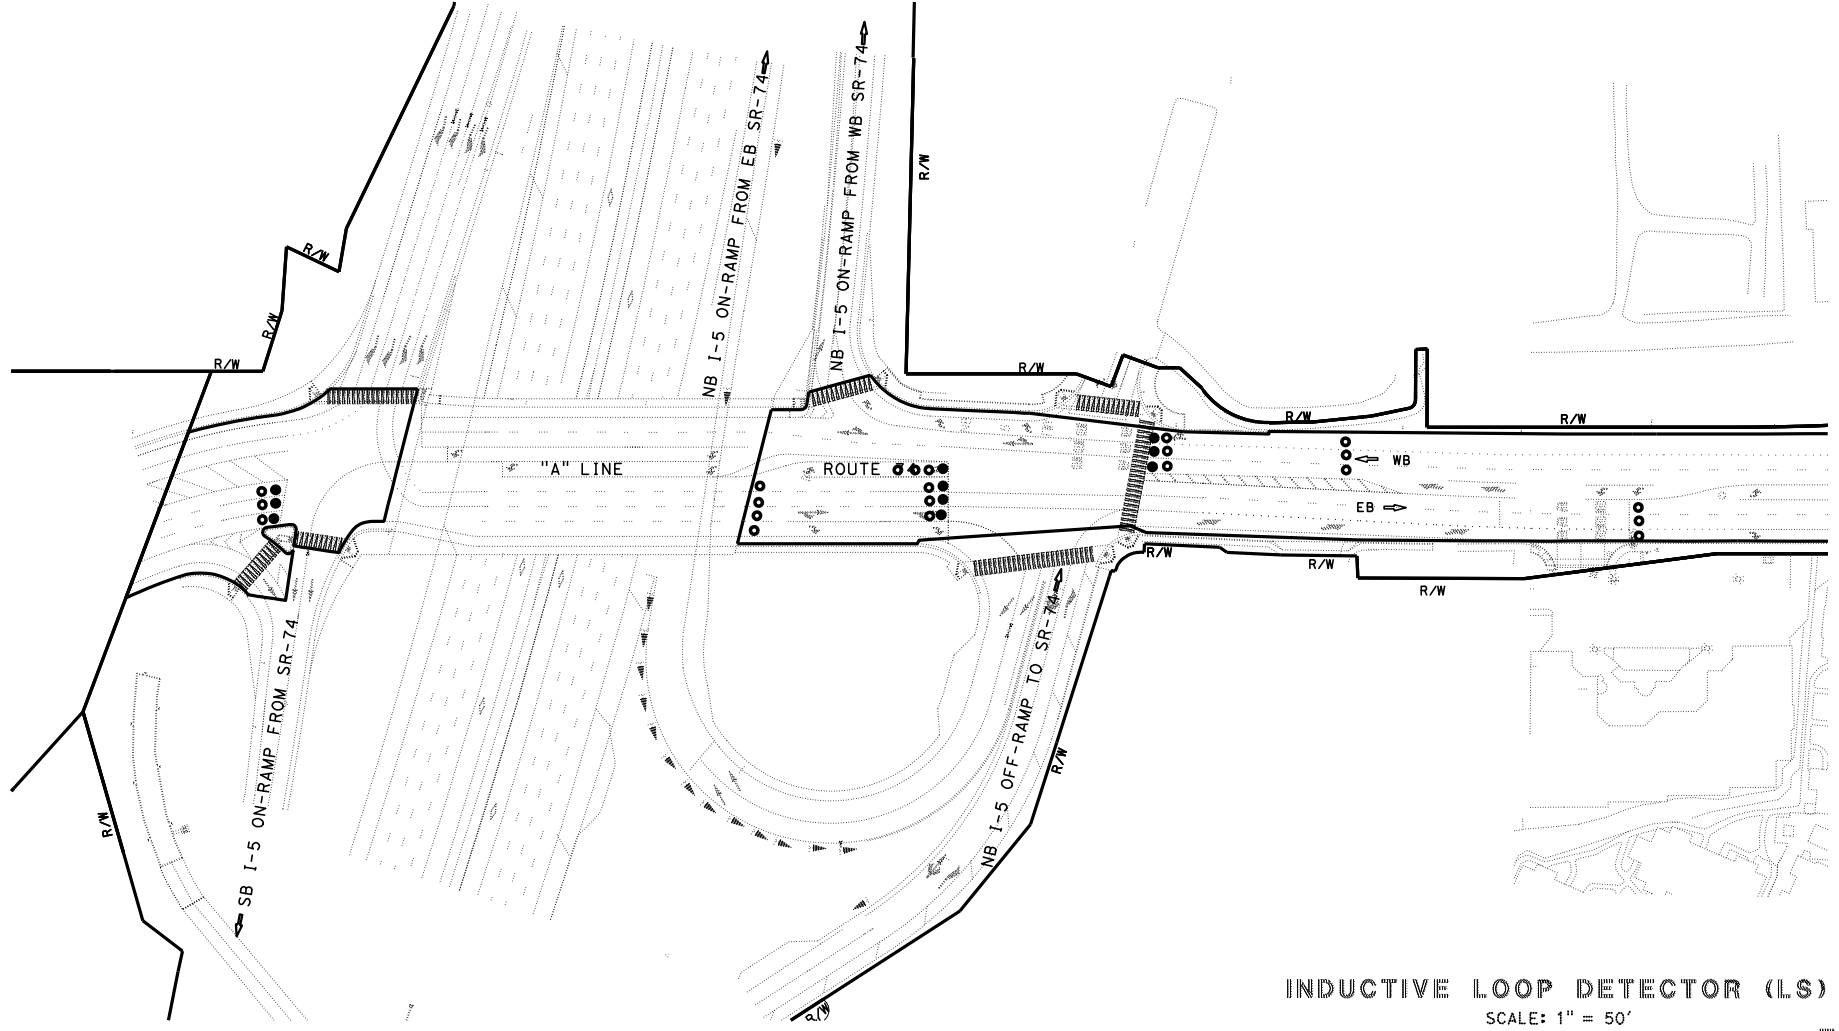 NB I-5 ON-RAMP FROM EB SR-74
NB I-5 ON-RAMP FROM WB SR-74
R/W
R/W
R/W
R/W
R/W
R/W
R/W
"A" LINE
ROUTE
WB
EB
R/W
R/W
R/W
SB I-5 ON-RAMP FROM SR-74
NB I-5 OFF-RAMP TO SR-74
R/W
R/W
R/W
INDUCTIVE LOOP DETECTOR (LS)
SCALE: 1" = 50'